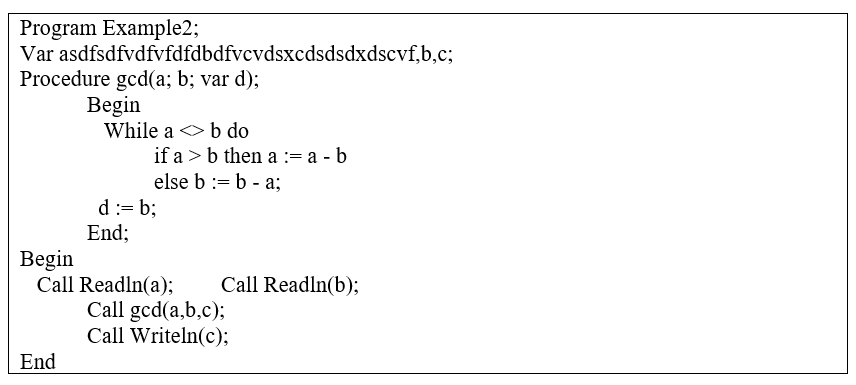 Program Example2;
Var asdfsdfvdfvfdfdbdfvcvdsxcdsdsdxdscvf,b,c;
Procedure gcd(a; b; var d);
Begin
While a <> b do
if a > b then a := a - b
else b := b - a;
d := b;
End;
Begin
Call Readln(a); Call Readln(b);
Call gcd(a,b,c);
Call Writeln(c);
End